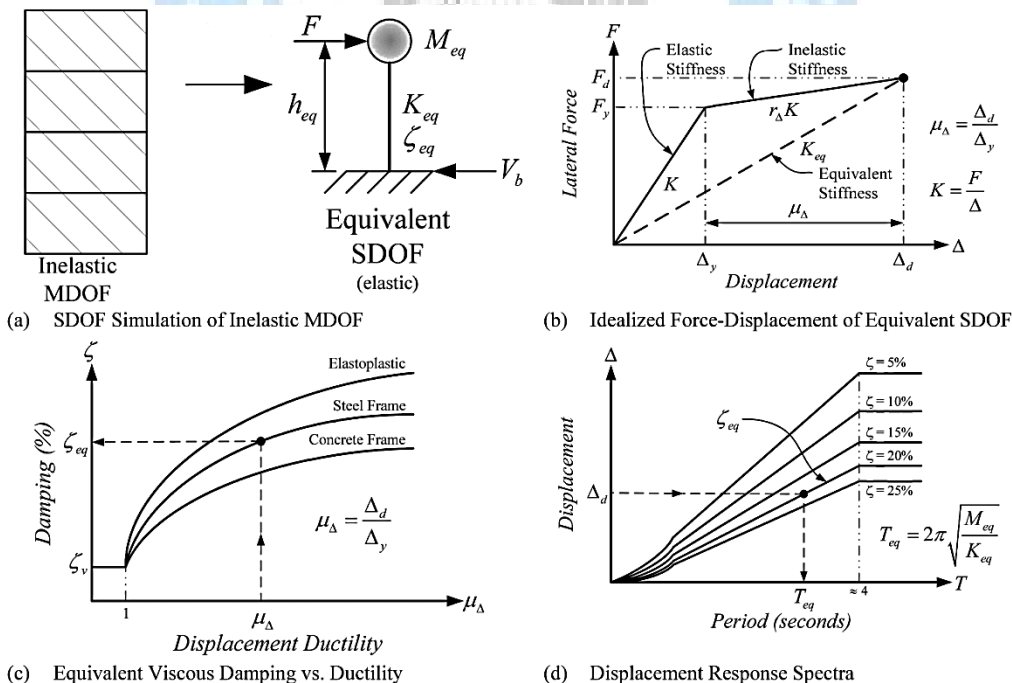 F
M_eq
h_eq
K_eq
ζ_eq
V_b
Equivalent
SDOF
(elastic)
Inelastic
MDOF
(a) SDOF Simulation of Inelastic MDOF
F
Elastic
Stiffness
Inelastic
Stiffness
F_d
F_y
r_Δ K
K_eq
Equivalent
Stiffness
K
μ_Δ = Δ_d / Δ_y
K = F / Δ
μ_Δ
Δ
Δ_y
Δ_d
Lateral Force
Displacement
(b) Idealized Force-Displacement of Equivalent SDOF
ζ
Elastoplastic
Steel Frame
Concrete Frame
ζ_eq
ζ_v
μ_Δ = Δ_d / Δ_y
1
μ_Δ
μ_Δ
Damping (%)
Displacement Ductility
(c) Equivalent Viscous Damping vs. Ductility
Δ
ζ = 5%
ζ = 10%
ζ = 15%
ζ = 20%
ζ = 25%
ζ_eq
Δ_d
T_eq = 2π √(M_eq / K_eq)
T_eq
≈ 4
T
Displacement
Period (seconds)
(d) Displacement Response Spectra